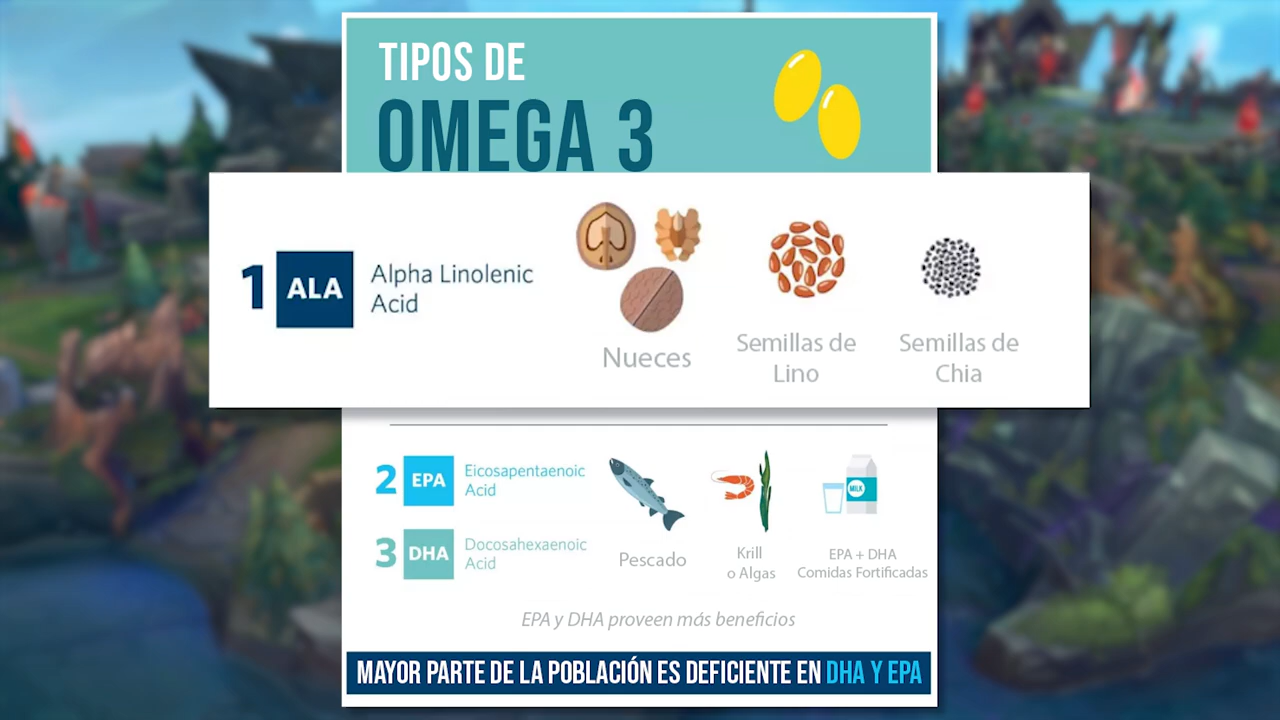 TIPOS DE
OMEGA 3
1 ALA Alpha Linolenic
Acid
Nueces
Semillas de
Lino
Semillas de
Chia
2 EPA Eicosapentaenoic
Acid
3 DHA Docosahexaenoic
Acid
Pescado
Krill
o Algas
MILK
EPA + DHA
Comidas Fortificadas
EPA y DHA proveen más beneficios
MAYOR PARTE DE LA POBLACIÓN ES DEFICIENTE EN DHA Y EPA